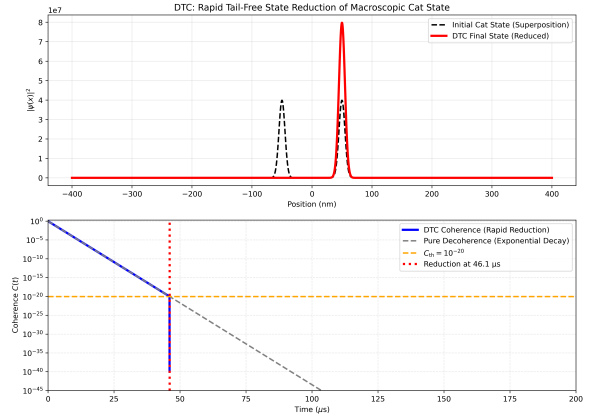 DTC: Rapid Tail-Free State Reduction of Macroscopic Cat State
1e7
8
7
6
5
4
3
2
1
0
|ψ(x)|²
Initial Cat State (Superposition)
DTC Final State (Reduced)
−400 −300 −200 −100 0 100 200 300 400
Position (nm)
10⁰
10⁻⁵
10⁻¹⁰
10⁻¹⁵
10⁻²⁰
10⁻²⁵
10⁻³⁰
10⁻³⁵
10⁻⁴⁰
10⁻⁴⁵
Coherence C(t)
DTC Coherence (Rapid Reduction)
Pure Decoherence (Exponential Decay)
C_th = 10⁻²⁰
Reduction at 46.1 μs
0 25 50 75 100 125 150 175 200
Time (μs)